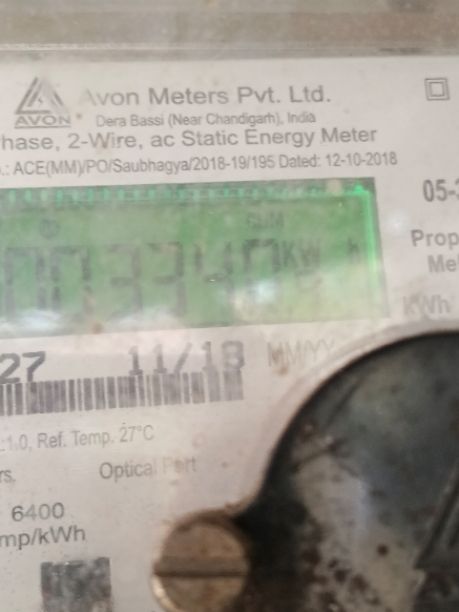 Avon Meters Pvt. Ltd.
AVON
Dera Bassi (Near Chandigarh), India
hase, 2-Wire, ac Static Energy Meter
.: ACE(MM)/PO/Saubhagya/2018-19/195 Dated: 12-10-2018
05-
SUM
003340 KW h
Prop
Me
KWh
27 11/18 MM/YY
:1.0, Ref. Temp. 27°C
rs. Optical Port
6400
mp/kWh